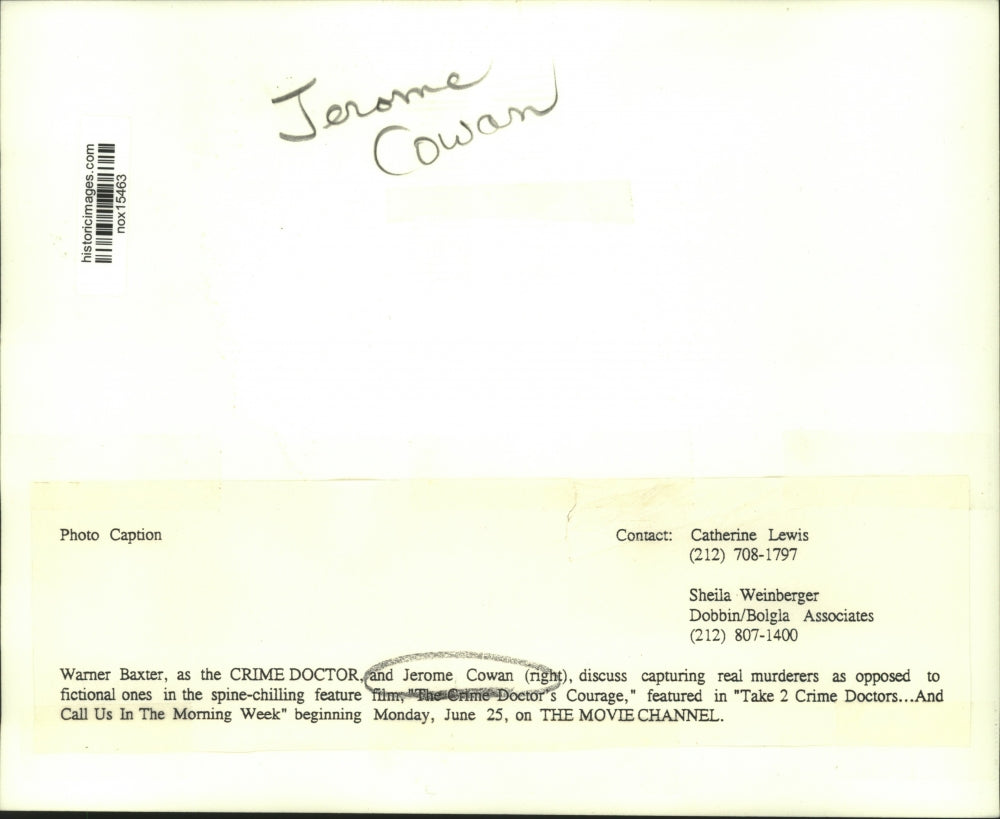 Jerome
Cowan
historicimages.com
nox15463
Photo Caption
Contact: Catherine Lewis
(212) 708-1797
Sheila Weinberger
Dobbin/Bolgla Associates
(212) 807-1400
Warner Baxter, as the CRIME DOCTOR, and Jerome Cowan (right), discuss capturing real murderers as opposed to
fictional ones in the spine-chilling feature film, "The Crime Doctor's Courage," featured in "Take 2 Crime Doctors...And
Call Us In The Morning Week" beginning Monday, June 25, on THE MOVIE CHANNEL.